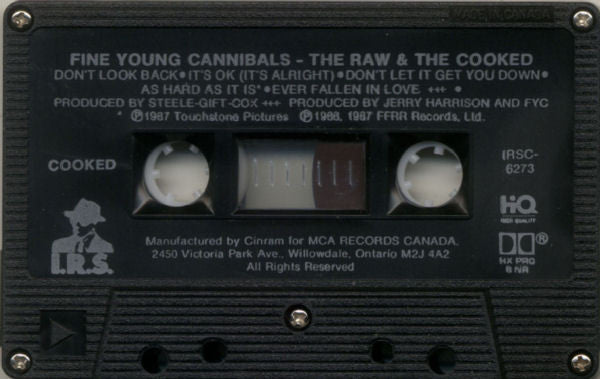 MADE IN CANADA
FINE YOUNG CANNIBALS - THE RAW & THE COOKED
DON'T LOOK BACK • IT'S OK (IT'S ALRIGHT) • DON'T LET IT GET YOU DOWN •
AS HARD AS IT IS* • EVER FALLEN IN LOVE +++ •
PRODUCED BY STEELE-GIFT-COX +++ PRODUCED BY JERRY HARRISON AND FYC
* ℗1987 Touchstone Pictures ℗1988, 1987 FFRR Records, Ltd.
COOKED
IRSC-
6273
HQ
HIGH QUALITY
I.R.S.
Manufactured by Cinram for MCA RECORDS CANADA.
2450 Victoria Park Ave., Willowdale, Ontario M2J 4A2
All Rights Reserved
®
HX PRO
B NR